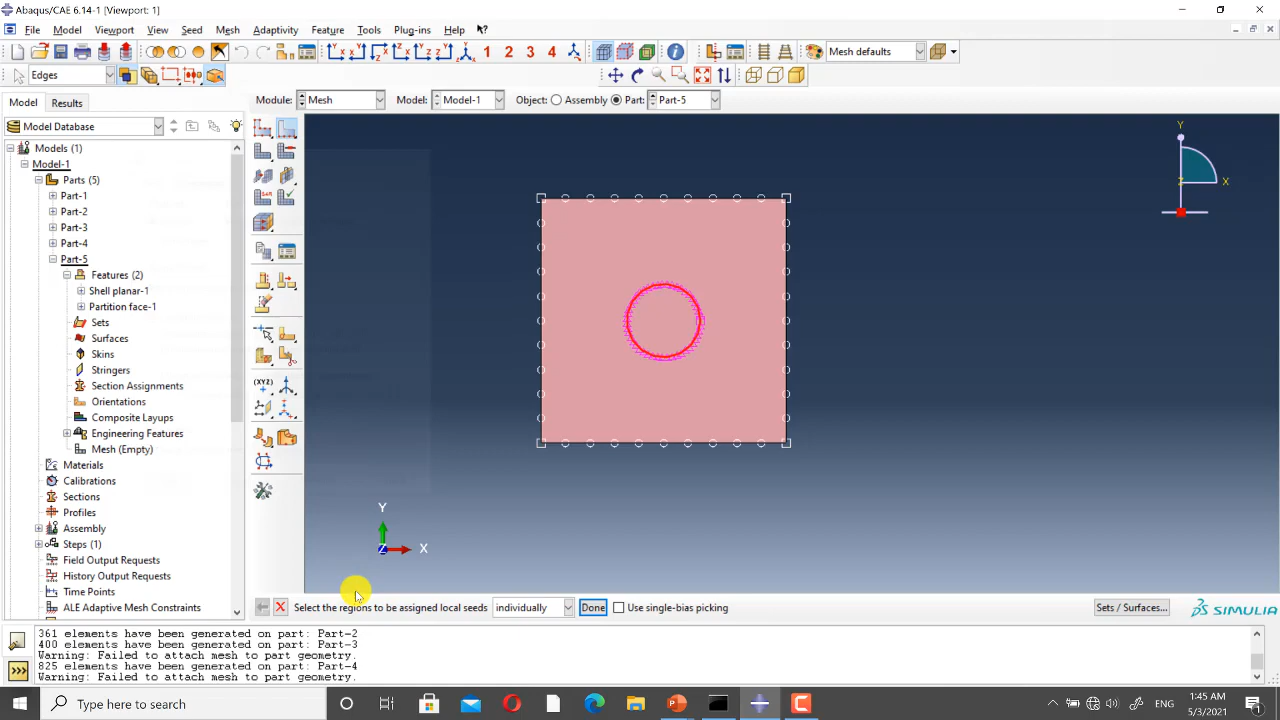 Abaqus/CAE 6.14-1 [Viewport: 1]
File Model Viewport View Seed Mesh Adaptivity Feature Tools Plug-ins Help
1 2 3 4 Mesh defaults
Edges
Model Results
Module: Mesh Model: Model-1 Object: Assembly Part: Part-5
Model Database
Models (1)
Model-1
Parts (5)
Part-1
Part-2
Part-3
Part-4
Part-5
Features (2)
Shell planar-1
Partition face-1
Sets
Surfaces
Skins
Stringers
Section Assignments
Orientations
Composite Layups
Engineering Features
Mesh (Empty)
Materials
Calibrations
Sections
Profiles
Assembly
Steps (1)
Field Output Requests
History Output Requests
Time Points
ALE Adaptive Mesh Constraints
Y
X
Z
Y
X
Z
Select the regions to be assigned local seeds individually Done Use single-bias picking Sets / Surfaces... SIMULIA
361 elements have been generated on part: Part-2
400 elements have been generated on part: Part-3
Warning: Failed to attach mesh to part geometry.
825 elements have been generated on part: Part-4
Warning: Failed to attach mesh to part geometry.
Type here to search
ENG
1:45 AM
5/3/2021